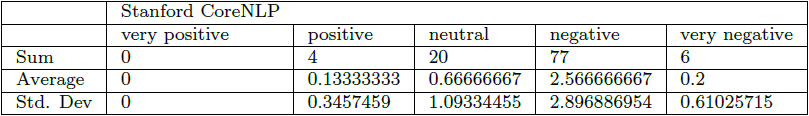 Stanford CoreNLP
very positive positive neutral negative very negative
Sum 0 4 20 77 6
Average 0 0.13333333 0.66666667 2.566666667 0.2
Std. Dev 0 0.3457459 1.09334455 2.896886954 0.61025715